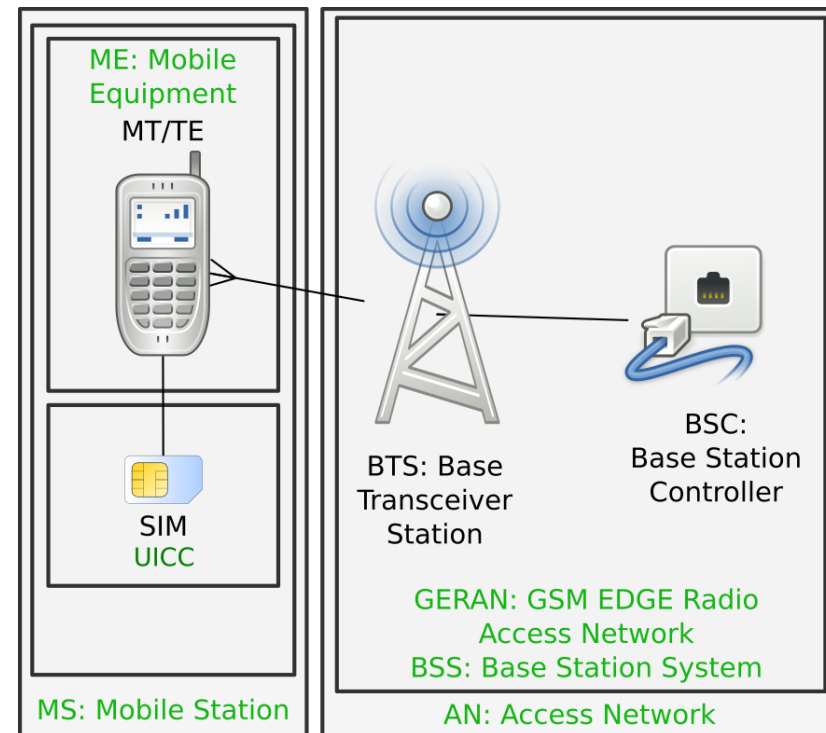 ME: Mobile
Equipment
MT/TE
SIM
UICC
MS: Mobile Station
BTS: Base
Transceiver
Station
BSC:
Base Station
Controller
GERAN: GSM EDGE Radio
Access Network
BSS: Base Station System
AN: Access Network